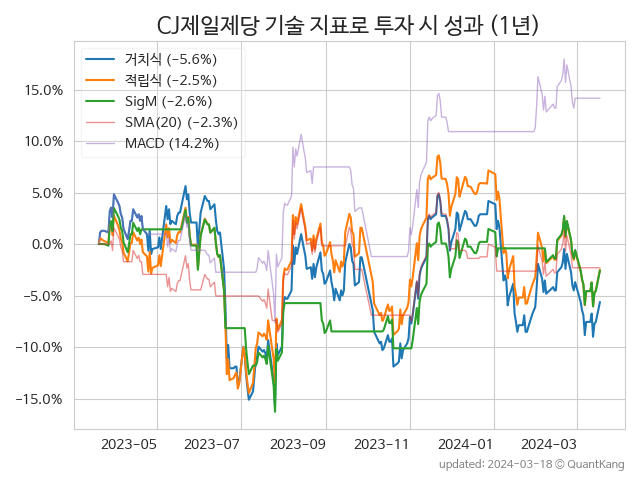 CJ제일제당 기술 지표로 투자 시 성과 (1년)
거치식 (−5.6%)
적립식 (−2.5%)
SigM (−2.6%)
SMA(20) (−2.3%)
MACD (14.2%)
15.0%
10.0%
5.0%
0.0%
−5.0%
−10.0%
−15.0%
2023-05 2023-07 2023-09 2023-11 2024-01 2024-03
updated: 2024-03-18 ⓒ QuantKang